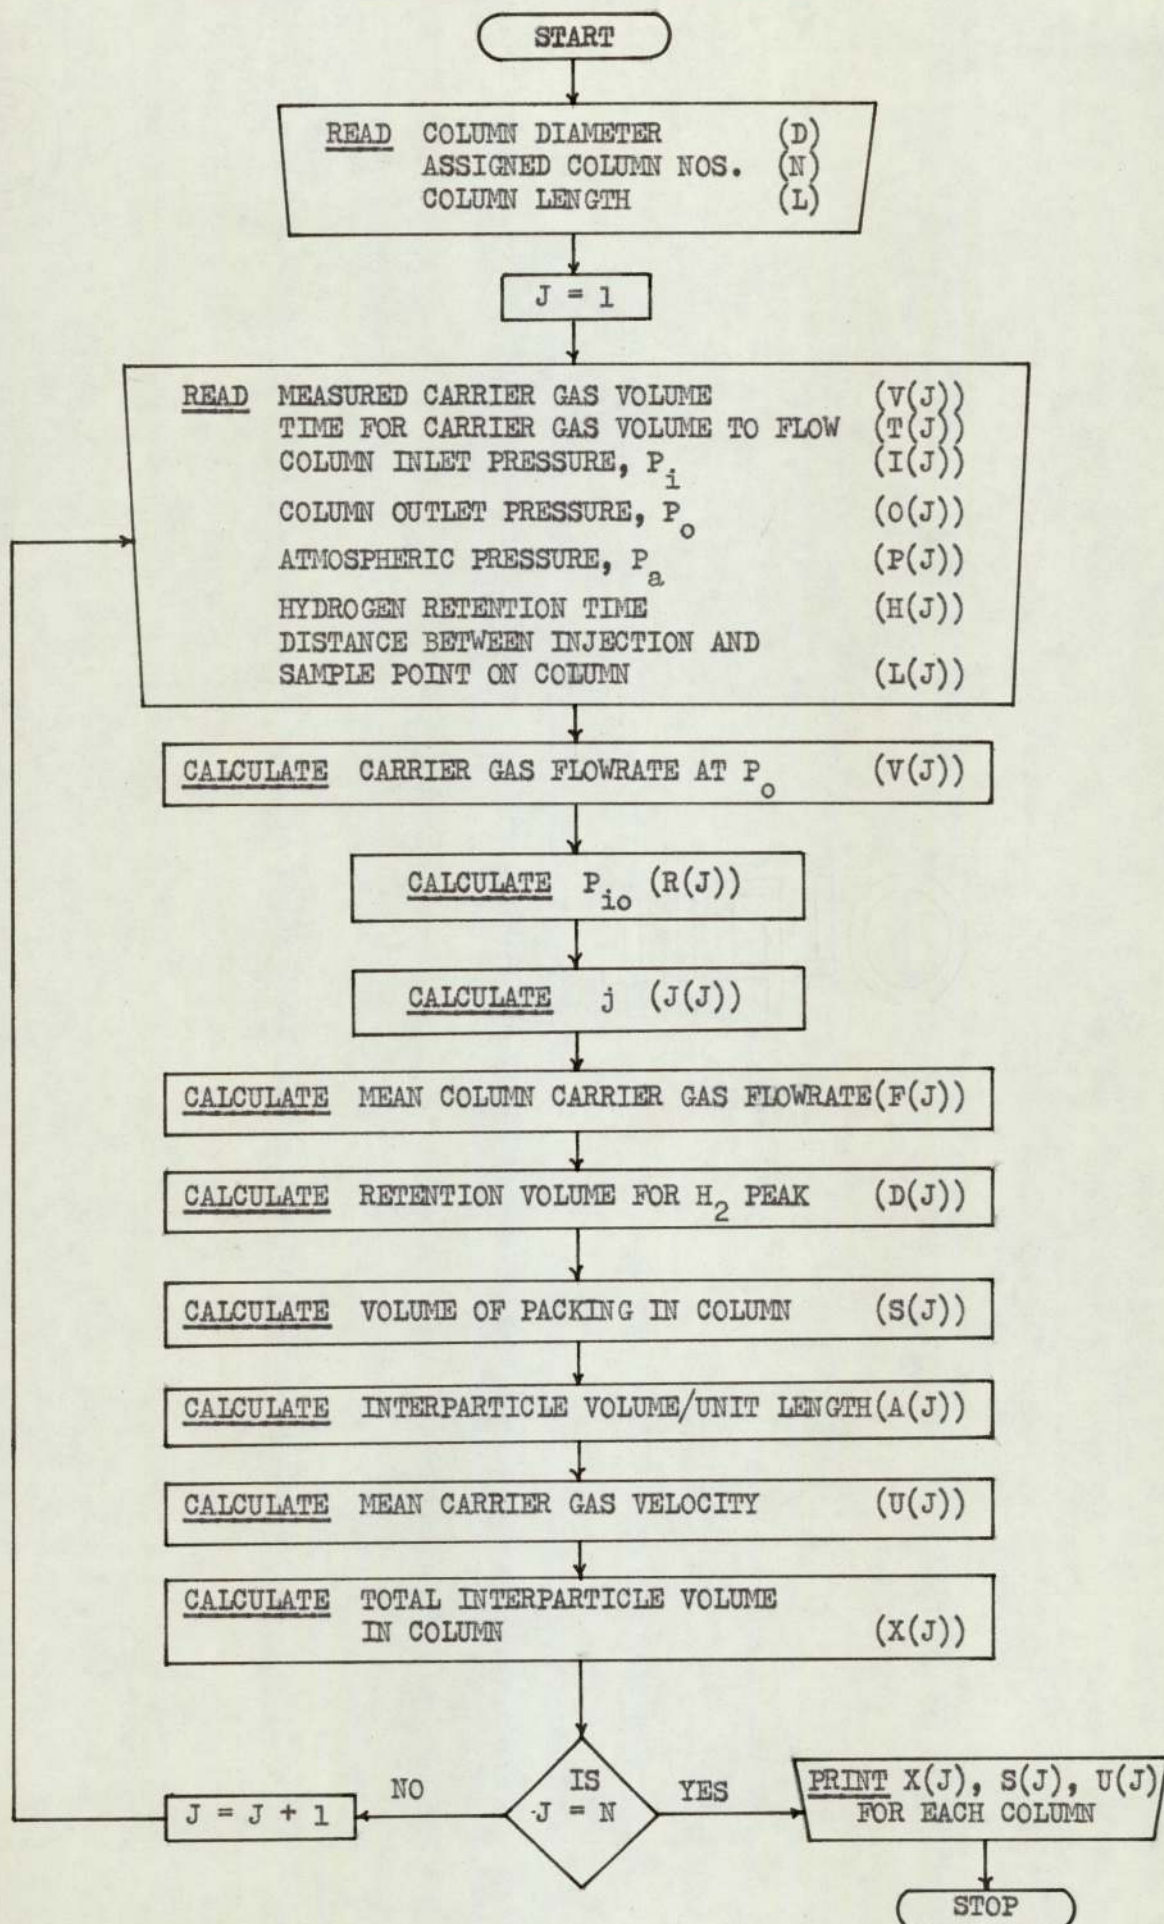 START
READ COLUMN DIAMETER (D)
ASSIGNED COLUMN NOS. (N)
COLUMN LENGTH (L)
J = 1
READ MEASURED CARRIER GAS VOLUME (V(J))
TIME FOR CARRIER GAS VOLUME TO FLOW (T(J))
COLUMN INLET PRESSURE, Pi (I(J))
COLUMN OUTLET PRESSURE, Po (O(J))
ATMOSPHERIC PRESSURE, Pa (P(J))
HYDROGEN RETENTION TIME (H(J))
DISTANCE BETWEEN INJECTION AND
SAMPLE POINT ON COLUMN (L(J))
CALCULATE CARRIER GAS FLOWRATE AT Po (V(J))
CALCULATE Pio (R(J))
CALCULATE j (J(J))
CALCULATE MEAN COLUMN CARRIER GAS FLOWRATE(F(J))
CALCULATE RETENTION VOLUME FOR H2 PEAK (D(J))
CALCULATE VOLUME OF PACKING IN COLUMN (S(J))
CALCULATE INTERPARTICLE VOLUME/UNIT LENGTH(A(J))
CALCULATE MEAN CARRIER GAS VELOCITY (U(J))
CALCULATE TOTAL INTERPARTICLE VOLUME
IN COLUMN (X(J))
IS
J = N
NO
J = J + 1
YES
PRINT X(J), S(J), U(J)
FOR EACH COLUMN
STOP